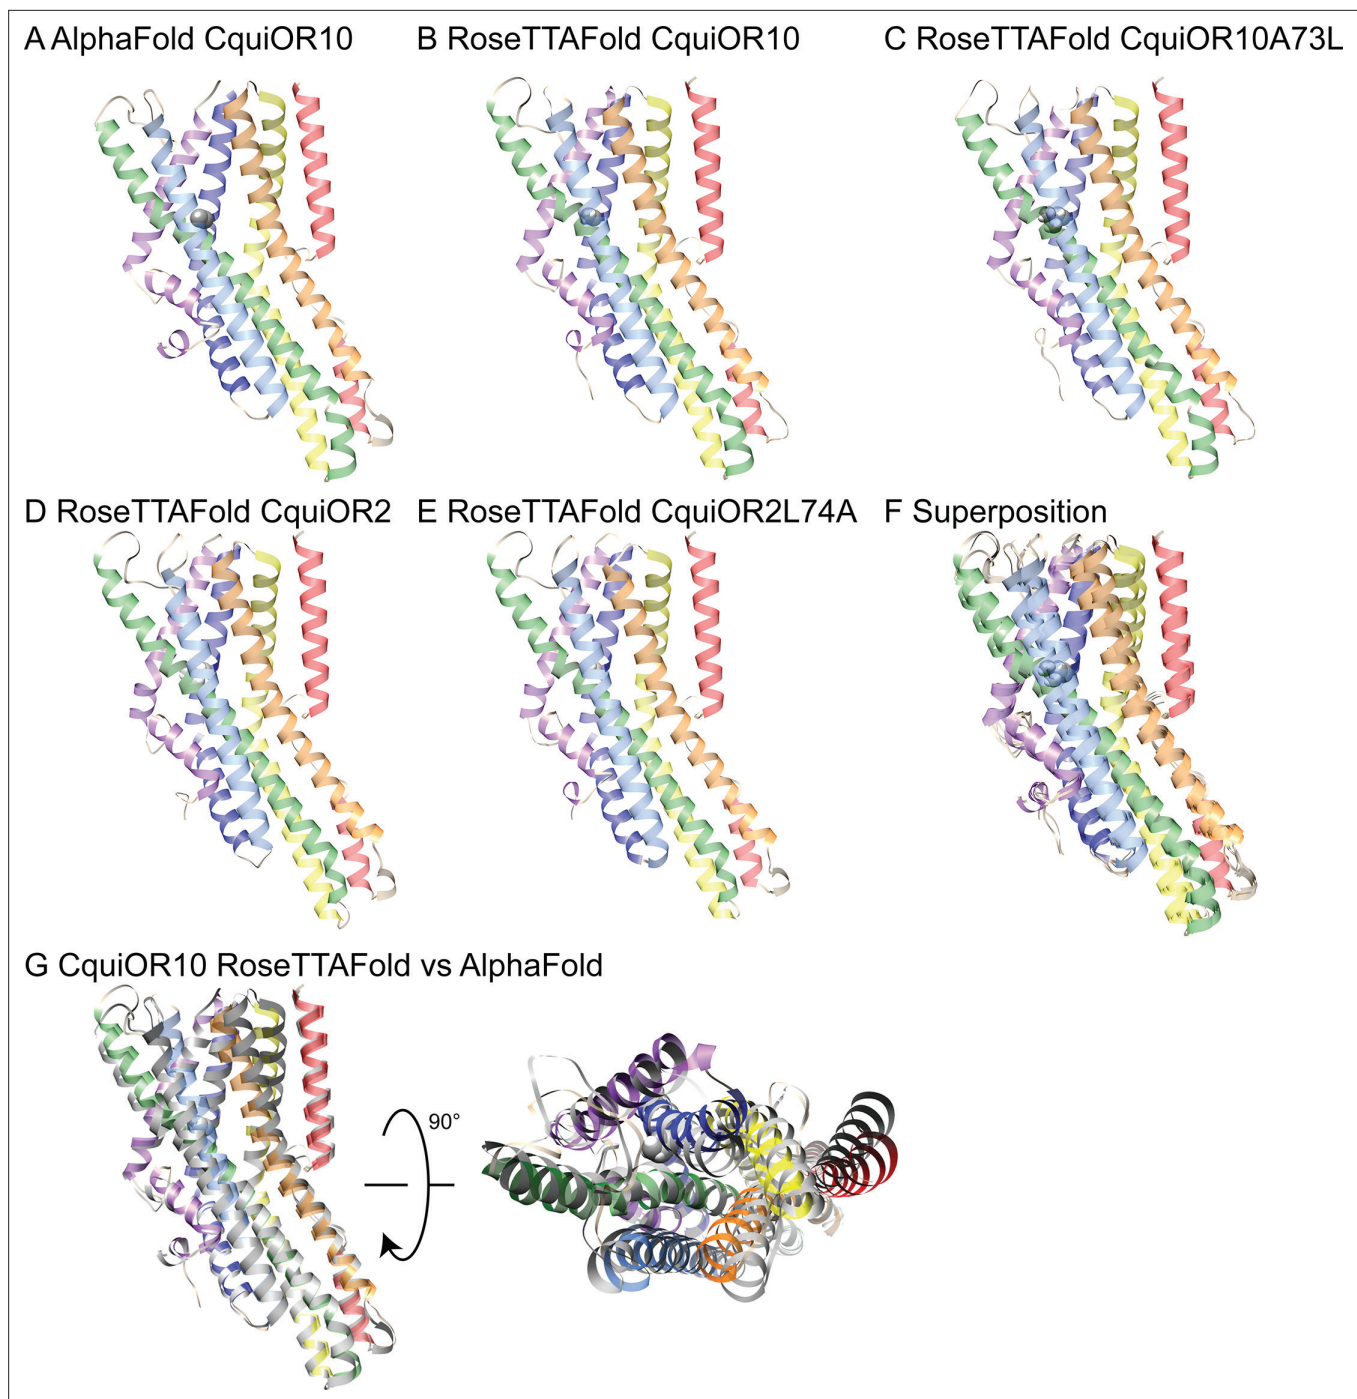 A AlphaFold CquiOR10
B RoseTTAFold CquiOR10
C RoseTTAFold CquiOR10A73L
D RoseTTAFold CquiOR2
E RoseTTAFold CquiOR2L74A
F Superposition
G CquiOR10 RoseTTAFold vs AlphaFold
90°